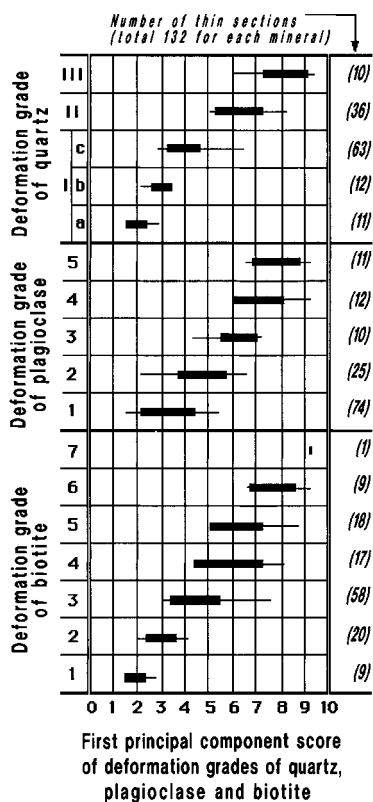 Number of thin sections
(total 132 for each mineral)
Deformation grade
of quartz
III (10)
II (36)
c (63)
I b (12)
a (11)
Deformation grade
of plagioclase
5 (11)
4 (12)
3 (10)
2 (25)
1 (74)
Deformation grade
of biotite
7 (1)
6 (9)
5 (18)
4 (17)
3 (58)
2 (20)
1 (9)
0 1 2 3 4 5 6 7 8 9 10
First principal component score
of deformation grades of quartz,
plagioclase and biotite